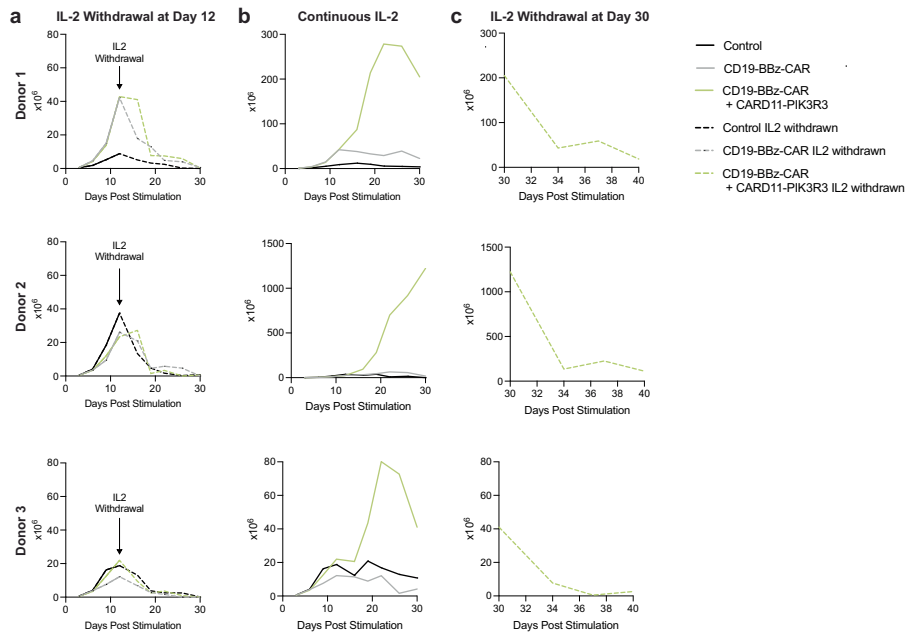 a IL-2 Withdrawal at Day 12
b Continuous IL-2
c IL-2 Withdrawal at Day 30
Donor 1
x10⁶
80
60
40
20
0
IL2
Withdrawal
0 10 20 30
Days Post Stimulation
x10⁶
300
200
100
0
0 10 20 30
Days Post Stimulation
x10⁶
300
200
100
0
30 32 34 36 38 40
Days Post Stimulation
Control
CD19-BBz-CAR
CD19-BBz-CAR
+ CARD11-PIK3R3
Control IL2 withdrawn
CD19-BBz-CAR IL2 withdrawn
CD19-BBz-CAR
+ CARD11-PIK3R3 IL2 withdrawn
Donor 2
x10⁶
80
60
40
20
0
IL2
Withdrawal
0 10 20 30
Days Post Stimulation
x10⁶
1500
1000
500
0
0 10 20 30
Days Post Stimulation
x10⁶
1500
1000
500
0
30 32 34 36 38 40
Days Post Stimulation
Donor 3
x10⁶
80
60
40
20
0
IL2
Withdrawal
0 10 20 30
Days Post Stimulation
x10⁶
80
60
40
20
0
0 10 20 30
Days Post Stimulation
x10⁶
80
60
40
20
0
30 32 34 36 38 40
Days Post Stimulation